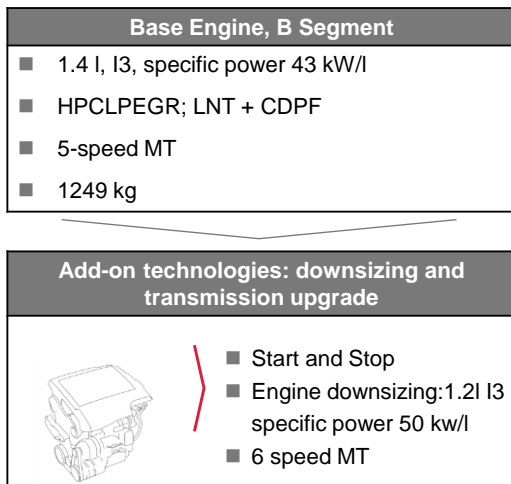 Base Engine, B Segment
1.4 l, I3, specific power 43 kW/l
HPCLPEGR; LNT + CDPF
5-speed MT
1249 kg
Add-on technologies: downsizing and
transmission upgrade
Start and Stop
Engine downsizing:1.2l I3
specific power 50 kw/l
6 speed MT